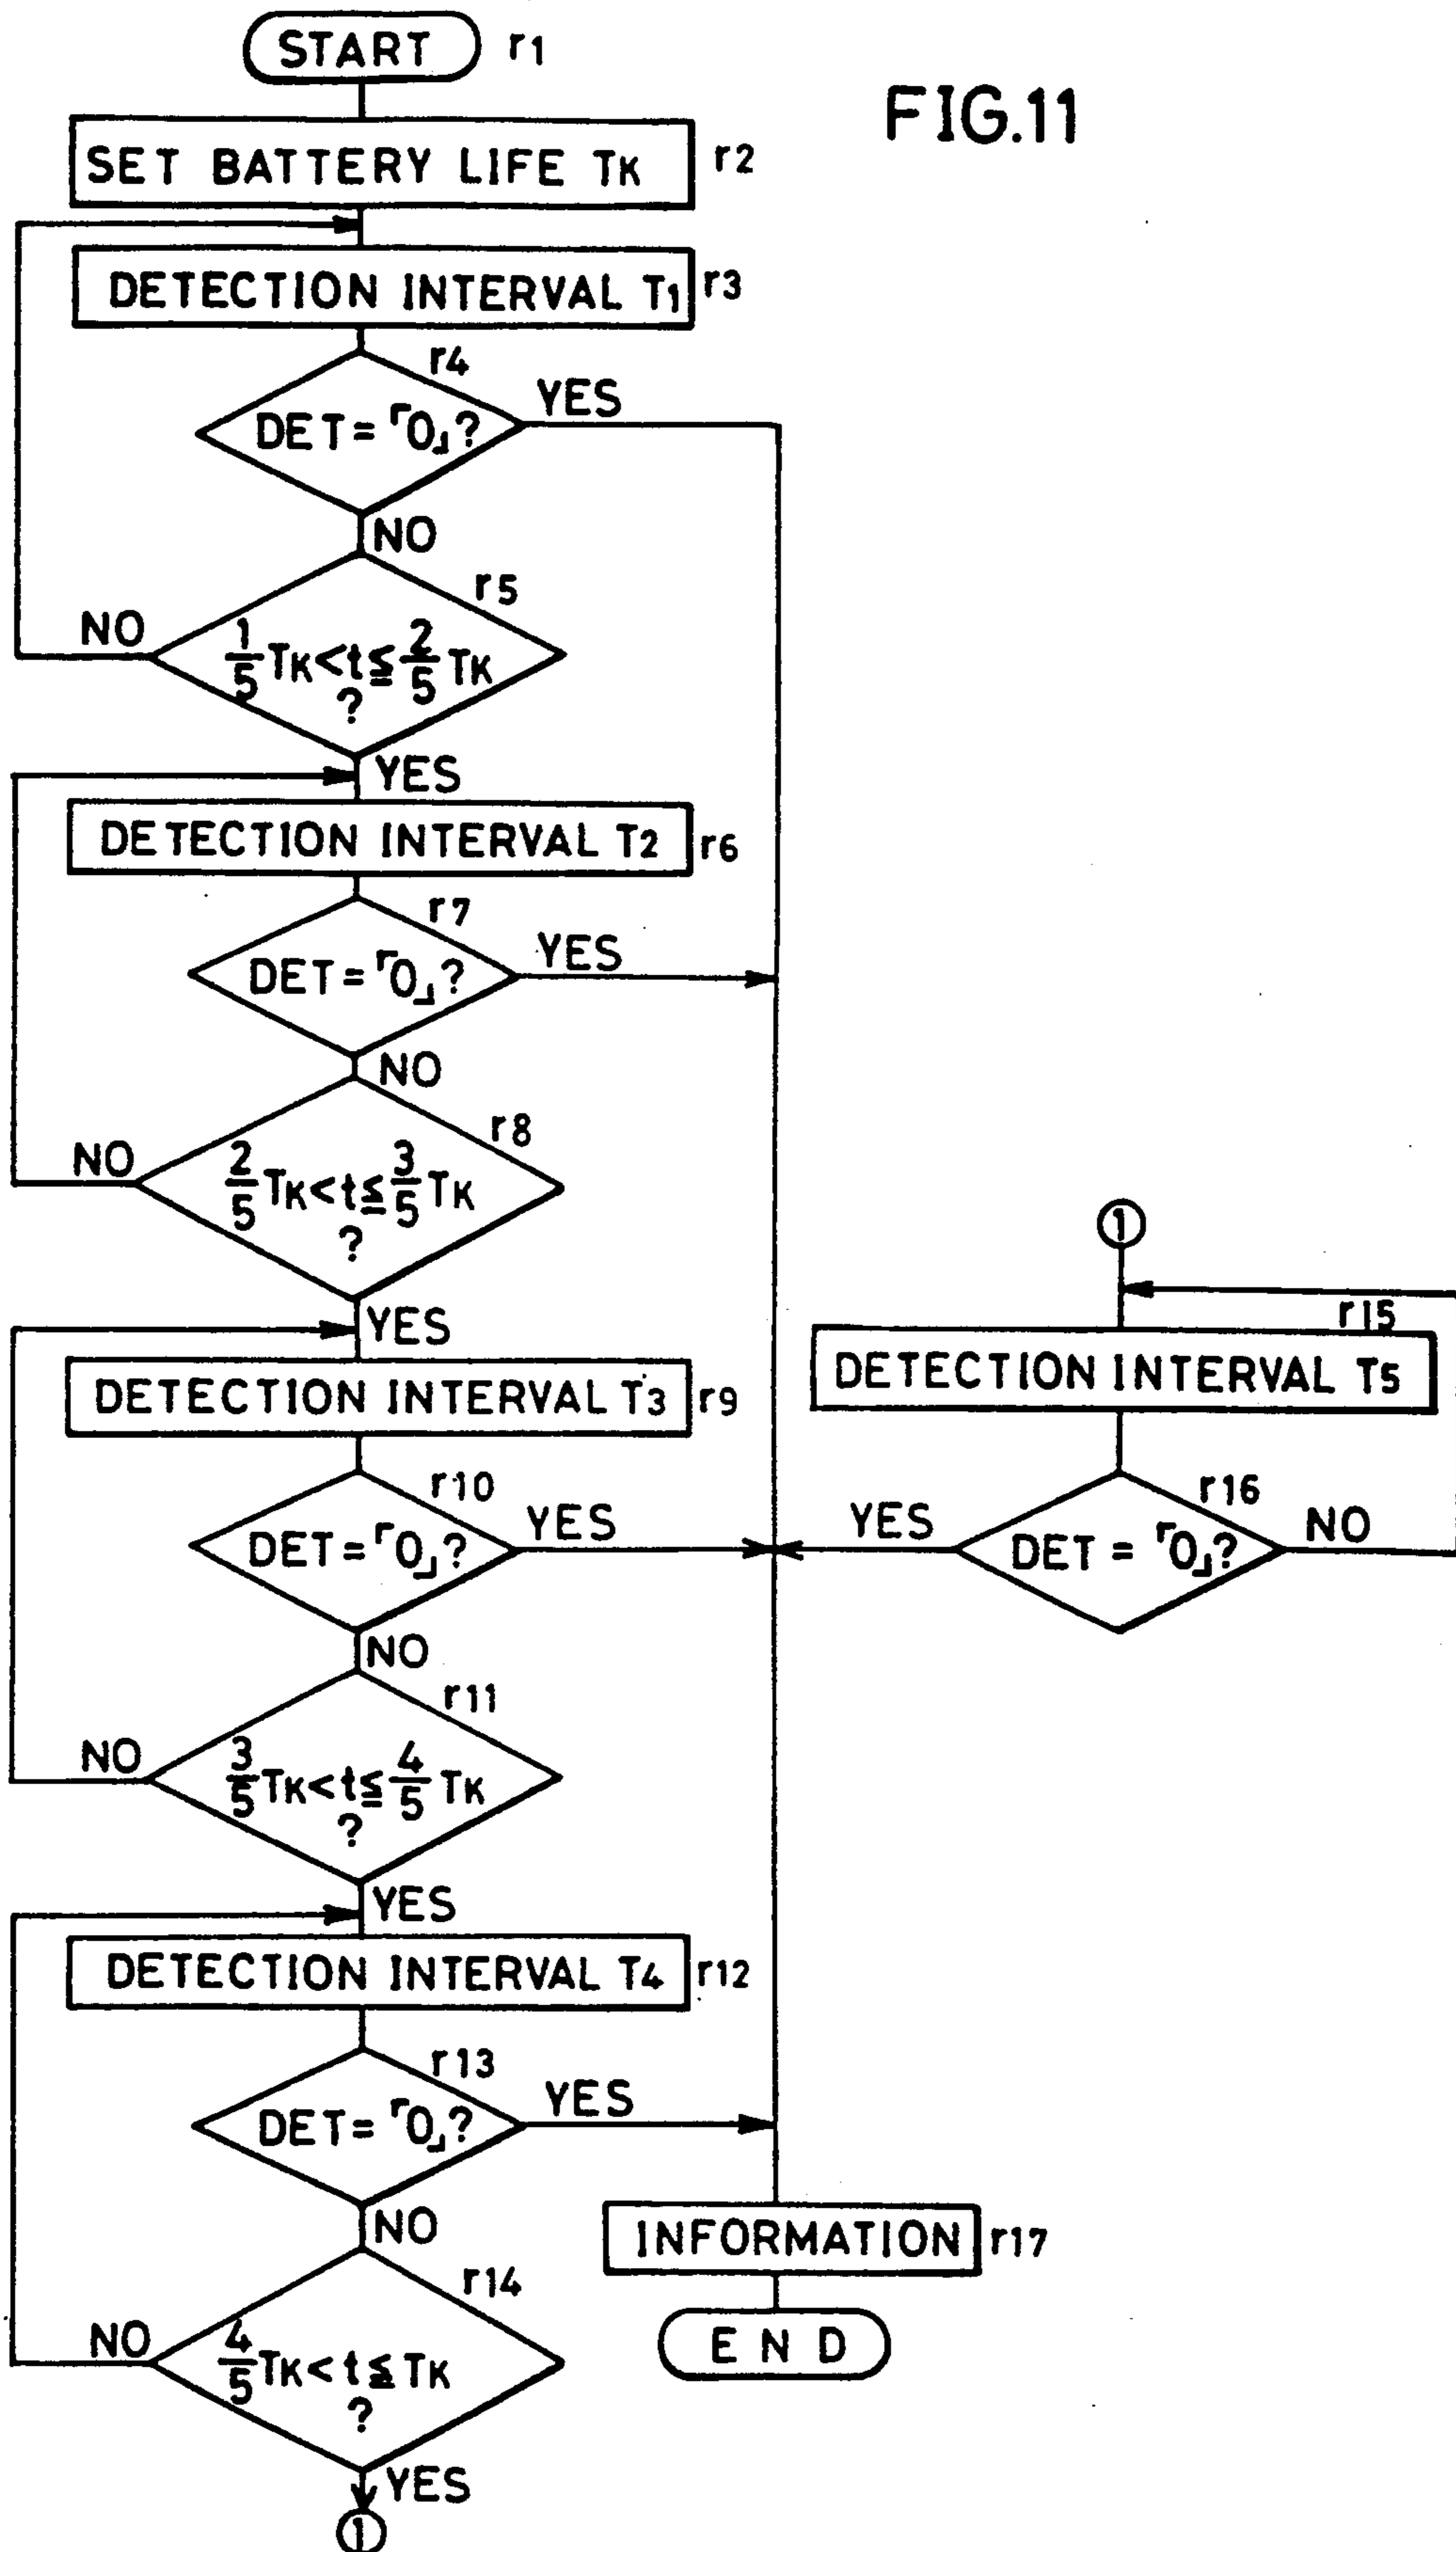 START r1
FIG.11
SET BATTERY LIFE TK r2
DETECTION INTERVAL T1 r3
r4
DET=「0」? YES
NO
r5
NO 1/5 TK<t≦2/5 TK
?
YES
DETECTION INTERVAL T2 r6
r7
DET=「0」? YES
NO
r8
NO 2/5 TK<t≦3/5 TK
?
YES
DETECTION INTERVAL T3 r9
r10
DET=「0」? YES
NO
r11
NO 3/5 TK<t≦4/5 TK
?
YES
DETECTION INTERVAL T4 r12
r13
DET=「0」? YES
NO
r14
NO 4/5 TK<t≦TK
?
YES
①
①
r15
DETECTION INTERVAL T5
r16
YES DET=「0」? NO
INFORMATION r17
END